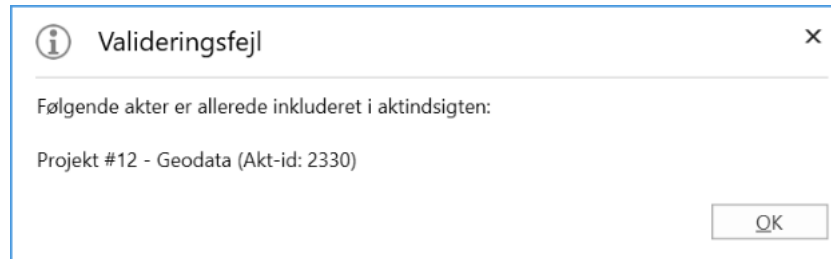 Valideringsfejl
Følgende akter er allerede inkluderet i aktindsigten:
Projekt #12 - Geodata (Akt-id: 2330)
OK